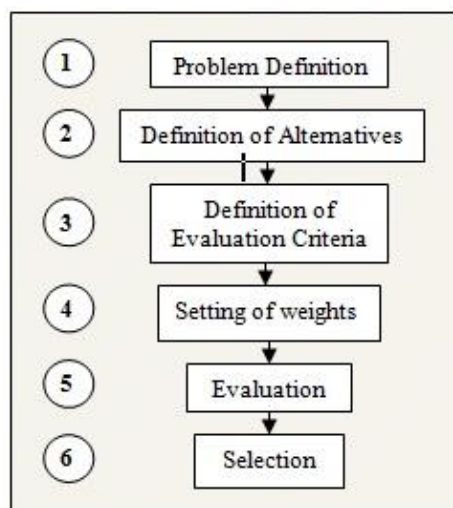 1
Problem Definition
2
Definition of Alternatives
3
Definition of
Evaluation Criteria
4
Setting of weights
5
Evaluation
6
Selection